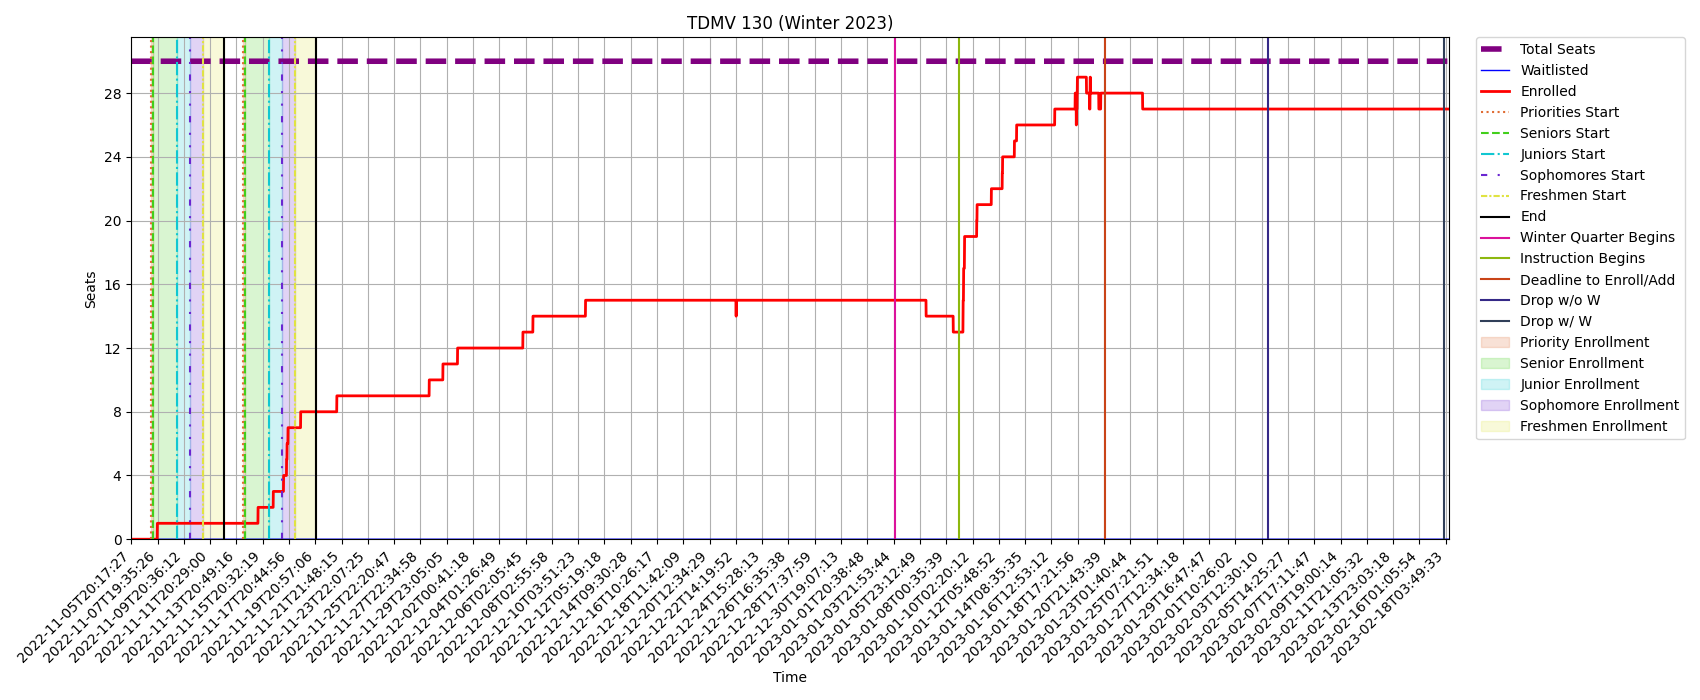 TDMV 130 (Winter 2023)
Seats
28
24
20
16
12
8
4
0
2022-11-05T20:17:27
2022-11-07T19:35:26
2022-11-09T20:36:12
2022-11-11T20:29:00
2022-11-13T20:49:16
2022-11-15T20:32:19
2022-11-17T20:44:56
2022-11-19T20:57:06
2022-11-21T21:48:15
2022-11-23T22:07:25
2022-11-25T22:20:47
2022-11-27T22:34:58
2022-11-29T23:05:05
2022-12-02T00:41:18
2022-12-04T01:26:49
2022-12-06T02:05:45
2022-12-08T02:55:58
2022-12-10T03:51:23
2022-12-12T05:19:18
2022-12-14T09:30:28
2022-12-16T10:26:17
2022-12-18T11:42:09
2022-12-20T12:34:29
2022-12-22T14:19:52
2022-12-24T15:28:13
2022-12-26T16:35:38
2022-12-28T17:37:59
2022-12-30T19:07:13
2023-01-01T20:38:48
2023-01-03T21:53:44
2023-01-05T23:12:49
2023-01-08T00:35:39
2023-01-10T02:20:12
2023-01-12T05:48:52
2023-01-14T08:35:35
2023-01-16T12:53:12
2023-01-18T17:21:56
2023-01-20T21:43:39
2023-01-23T01:40:44
2023-01-25T07:21:51
2023-01-27T12:34:18
2023-01-29T16:47:47
2023-02-01T10:26:02
2023-02-03T12:30:10
2023-02-05T14:25:27
2023-02-07T17:11:47
2023-02-09T19:00:14
2023-02-11T21:05:32
2023-02-13T23:03:18
2023-02-16T01:05:54
2023-02-18T03:49:33
Time
Total Seats
Waitlisted
Enrolled
Priorities Start
Seniors Start
Juniors Start
Sophomores Start
Freshmen Start
End
Winter Quarter Begins
Instruction Begins
Deadline to Enroll/Add
Drop w/o W
Drop w/ W
Priority Enrollment
Senior Enrollment
Junior Enrollment
Sophomore Enrollment
Freshmen Enrollment